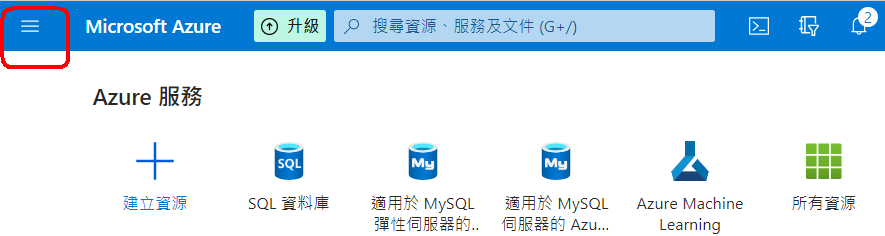 Microsoft Azure
升級
搜尋資源、服務及文件 (G+/)
2
Azure 服務
建立資源
SQL
SQL 資料庫
My
適用於 MySQL
彈性伺服器的..
My
適用於 MySQL
伺服器的 Azu...
Azure Machine
Learning
所有資源